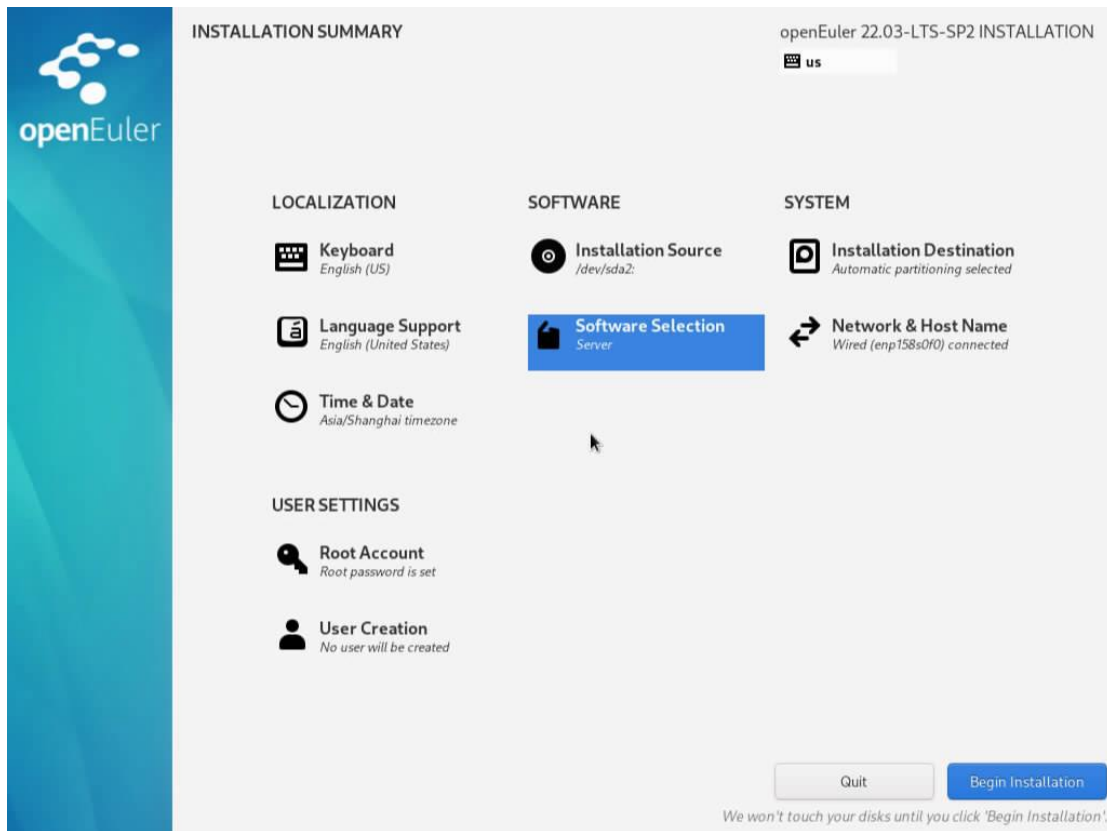 openEuler
INSTALLATION SUMMARY
openEuler 22.03-LTS-SP2 INSTALLATION
us
LOCALIZATION
Keyboard
English (US)
Language Support
English (United States)
Time & Date
Asia/Shanghai timezone
SOFTWARE
Installation Source
/dev/sda2:
Software Selection
Server
SYSTEM
Installation Destination
Automatic partitioning selected
Network & Host Name
Wired (enp158s0f0) connected
USER SETTINGS
Root Account
Root password is set
User Creation
No user will be created
Quit
Begin Installation
We won't touch your disks until you click 'Begin Installation'.